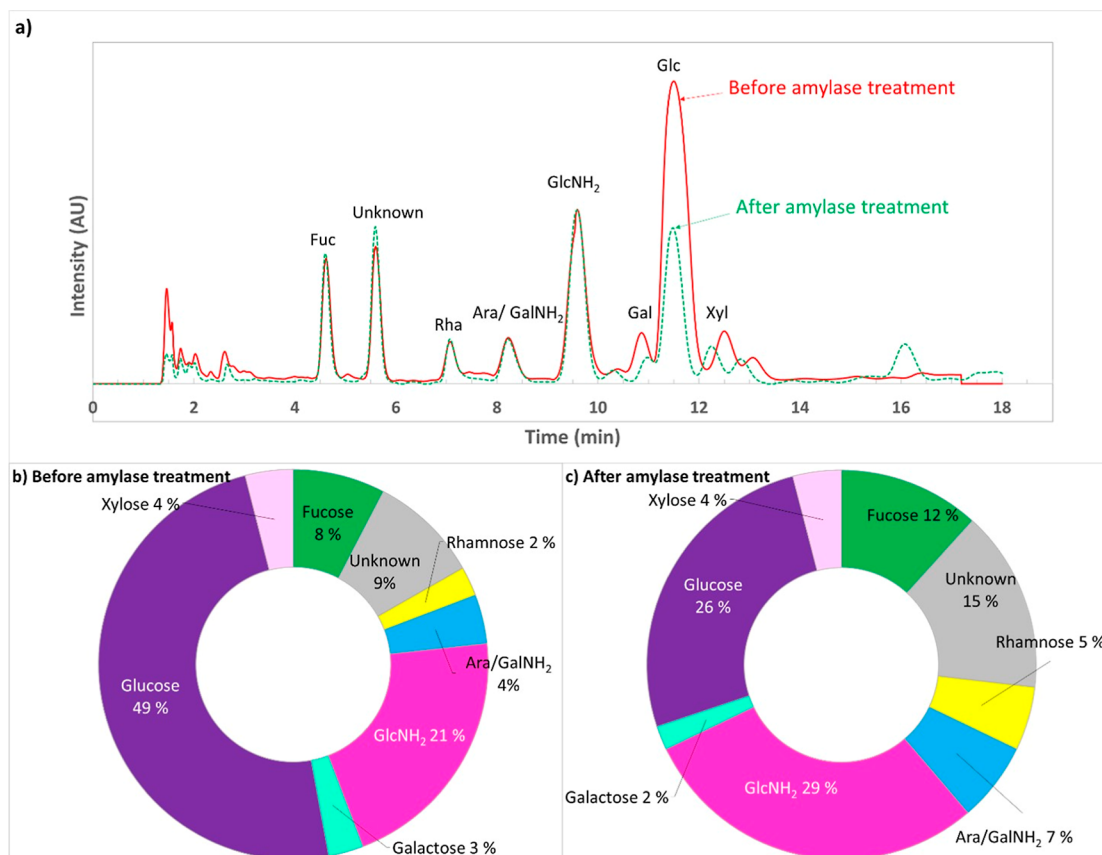 a)
Glc
Before amylase treatment
GlcNH₂
After amylase treatment
Unknown
Fuc
Ara/ GalNH₂
Gal
Xyl
Rha
Intensity (AU)
0 2 4 6 8 10 12 14 16 18
Time (min)
b) Before amylase treatment
Xylose 4 %
Fucose
8 %
Rhamnose 2 %
Unknown
9%
Ara/GalNH₂
4%
Glucose
49 %
GlcNH₂ 21 %
Galactose 3 %
c) After amylase treatment
Xylose 4 %
Fucose 12 %
Glucose
26 %
Unknown
15 %
Rhamnose 5 %
Galactose 2 %
GlcNH₂ 29 %
Ara/GalNH₂ 7 %